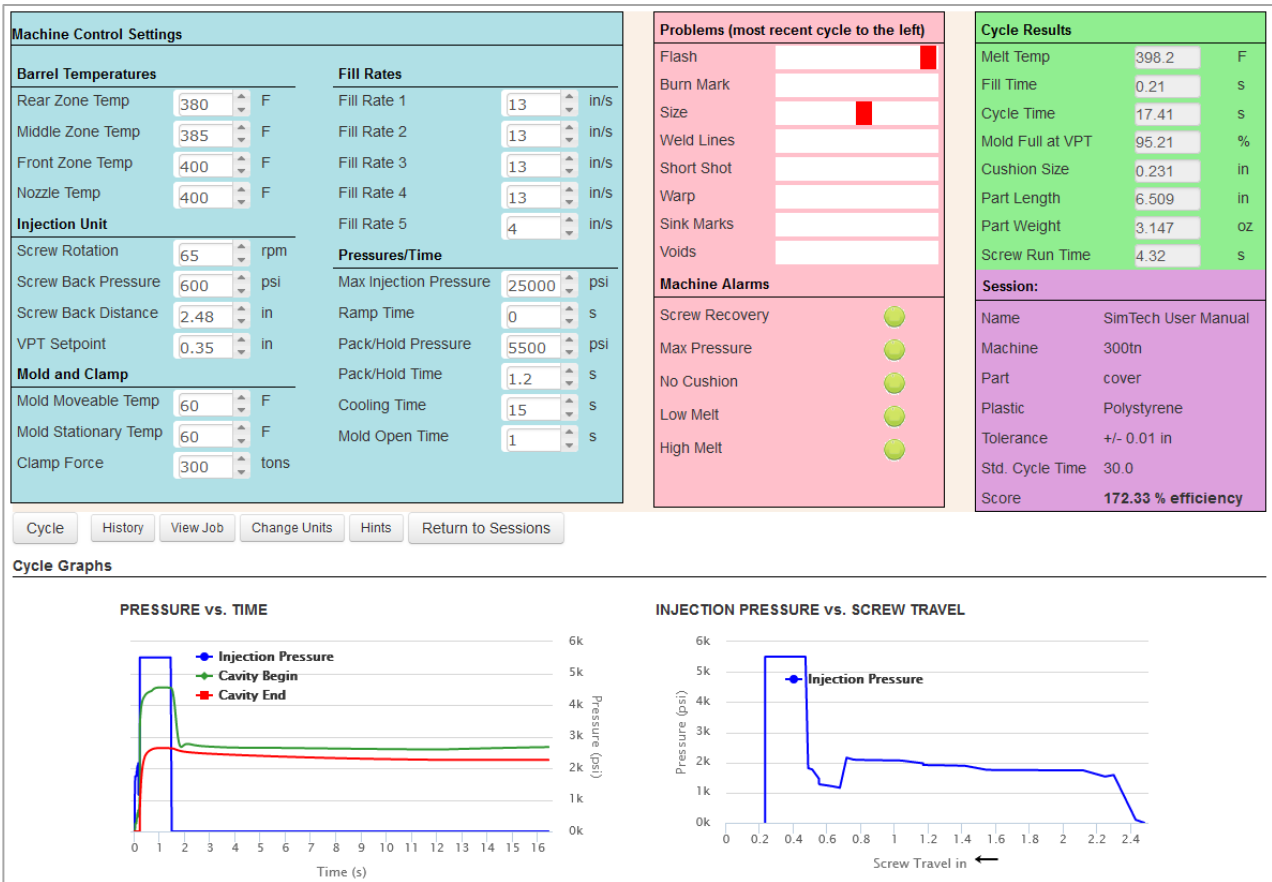 Machine Control Settings
Barrel Temperatures
Rear Zone Temp 380 F
Middle Zone Temp 385 F
Front Zone Temp 400 F
Nozzle Temp 400 F
Injection Unit
Screw Rotation 65 rpm
Screw Back Pressure 600 psi
Screw Back Distance 2.48 in
VPT Setpoint 0.35 in
Mold and Clamp
Mold Moveable Temp 60 F
Mold Stationary Temp 60 F
Clamp Force 300 tons
Fill Rates
Fill Rate 1 13 in/s
Fill Rate 2 13 in/s
Fill Rate 3 13 in/s
Fill Rate 4 13 in/s
Fill Rate 5 4 in/s
Pressures/Time
Max Injection Pressure 25000 psi
Ramp Time 0 s
Pack/Hold Pressure 5500 psi
Pack/Hold Time 1.2 s
Cooling Time 15 s
Mold Open Time 1 s
Problems (most recent cycle to the left)
Flash
Burn Mark
Size
Weld Lines
Short Shot
Warp
Sink Marks
Voids
Machine Alarms
Screw Recovery
Max Pressure
No Cushion
Low Melt
High Melt
Cycle Results
Melt Temp 398.2 F
Fill Time 0.21 s
Cycle Time 17.41 s
Mold Full at VPT 95.21 %
Cushion Size 0.231 in
Part Length 6.509 in
Part Weight 3.147 oz
Screw Run Time 4.32 s
Session:
Name SimTech User Manual
Machine 300tn
Part cover
Plastic Polystyrene
Tolerance +/- 0.01 in
Std. Cycle Time 30.0
Score 172.33 % efficiency
Cycle History View Job Change Units Hints Return to Sessions
Cycle Graphs
PRESSURE vs. TIME
Injection Pressure
Cavity Begin
Cavity End
6k
5k
4k
3k
2k
1k
0k
Pressure (psi)
0 1 2 3 4 5 6 7 8 9 10 11 12 13 14 15 16
Time (s)
INJECTION PRESSURE vs. SCREW TRAVEL
Injection Pressure
6k
5k
4k
3k
2k
1k
0k
Pressure (psi)
0 0.2 0.4 0.6 0.8 1 1.2 1.4 1.6 1.8 2 2.2 2.4
Screw Travel in ←